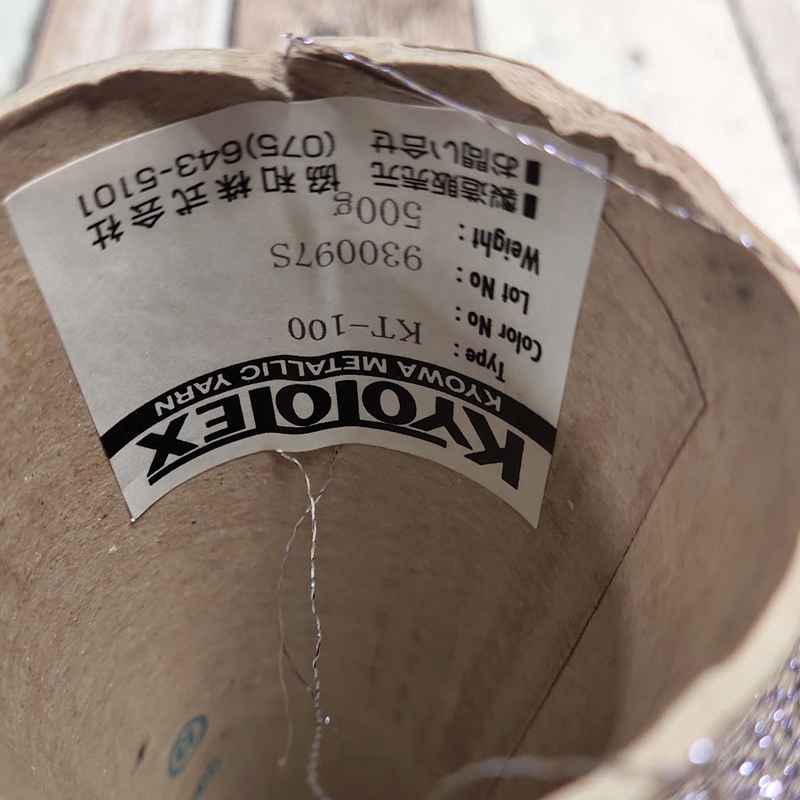 KYOTOTEX
KYOWA METALLIC YARN
Type : KT-100
Color No :
Lot No : 930097S
Weight : 500g
■製造販売元 協和株式会社
■お問い合せ (075)643-5101